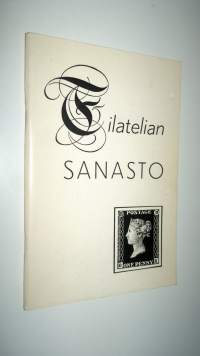 Filatelian
SANASTO
POSTAGE
ONE PENNY